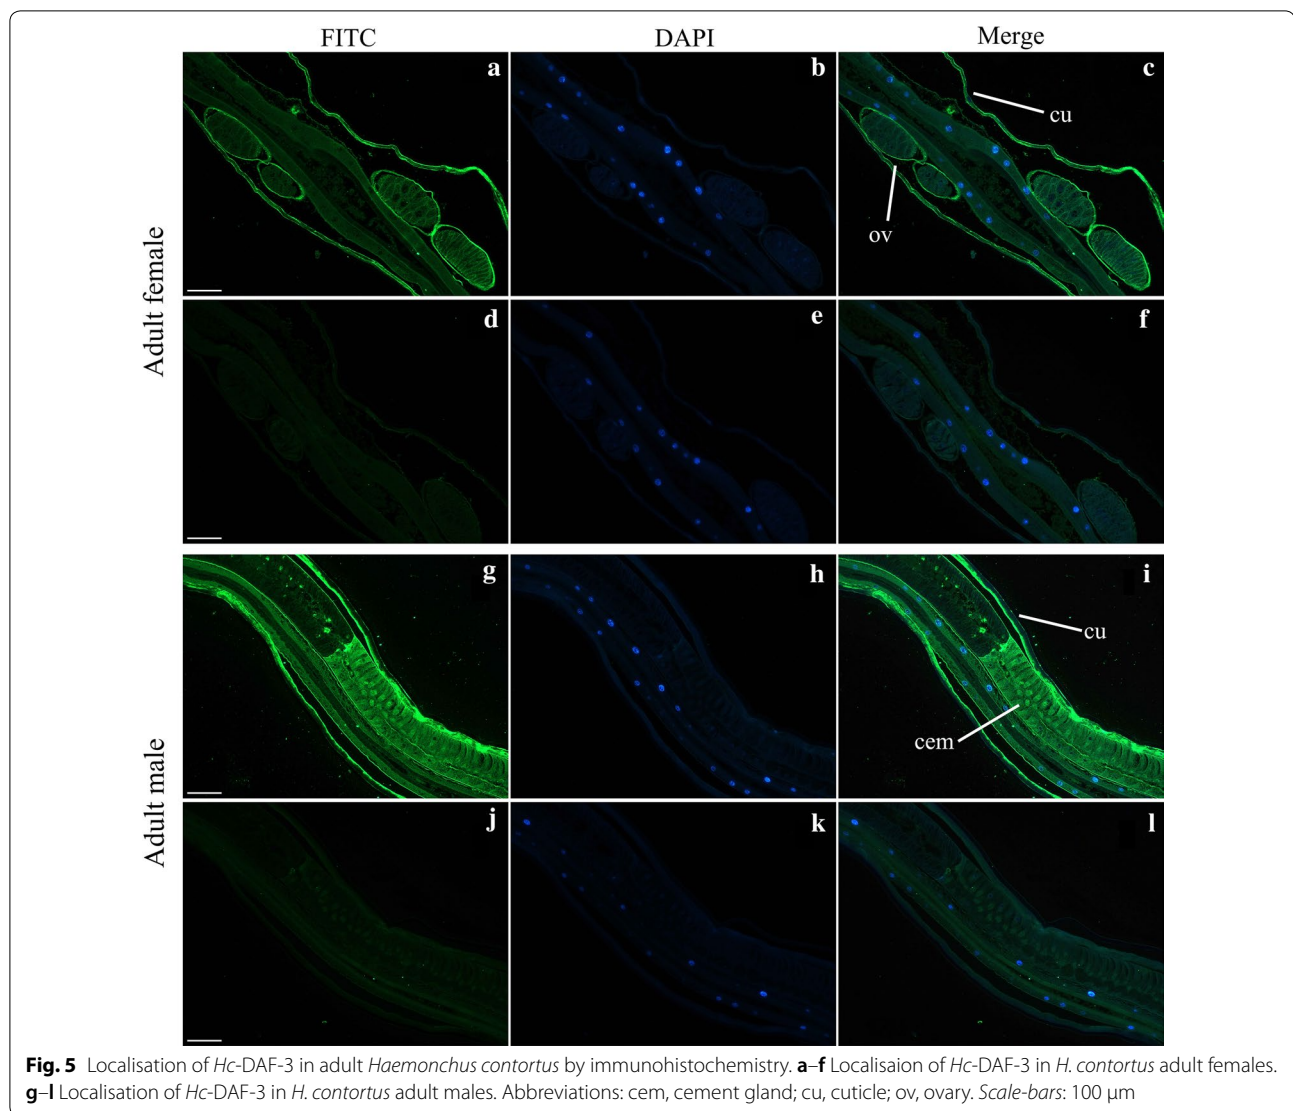 FITC DAPI Merge
a b c
cu
ov
Adult female
d e f
g h i
cu
cem
Adult male
j k l
Fig. 5 Localisation of Hc-DAF-3 in adult Haemonchus contortus by immunohistochemistry. a–f Localisaion of Hc-DAF-3 in H. contortus adult females.
g–l Localisation of Hc-DAF-3 in H. contortus adult males. Abbreviations: cem, cement gland; cu, cuticle; ov, ovary. Scale-bars: 100 μm